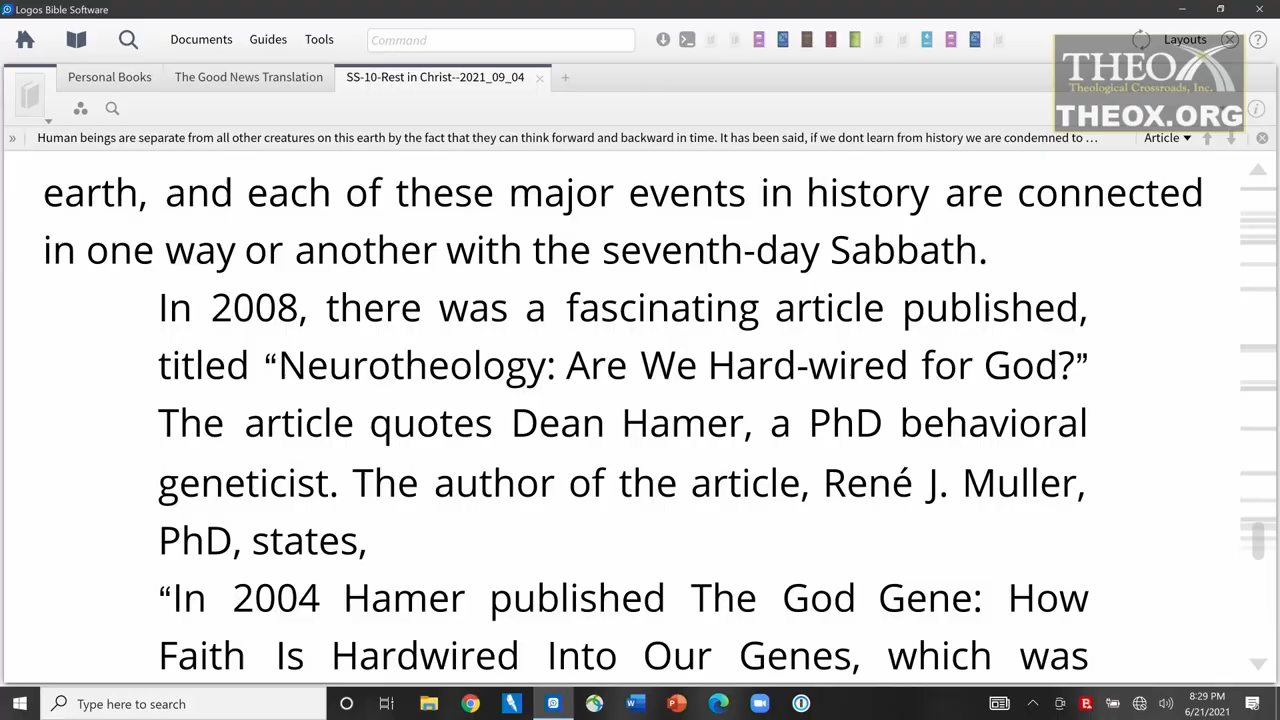 Logos Bible Software
Documents Guides Tools Command Layouts
THEOX
Theological Crossroads, Inc.
THEOX.ORG
Personal Books The Good News Translation SS-10-Rest in Christ--2021_09_04
Human beings are separate from all other creatures on this earth by the fact that they can think forward and backward in time. It has been said, if we dont learn from history we are condemned to … Article
earth, and each of these major events in history are connected
in one way or another with the seventh-day Sabbath.
In 2008, there was a fascinating article published,
titled “Neurotheology: Are We Hard-wired for God?”
The article quotes Dean Hamer, a PhD behavioral
geneticist. The author of the article, René J. Muller,
PhD, states,
“In 2004 Hamer published The God Gene: How
Faith Is Hardwired Into Our Genes, which was
Type here to search
8:29 PM
6/21/2021